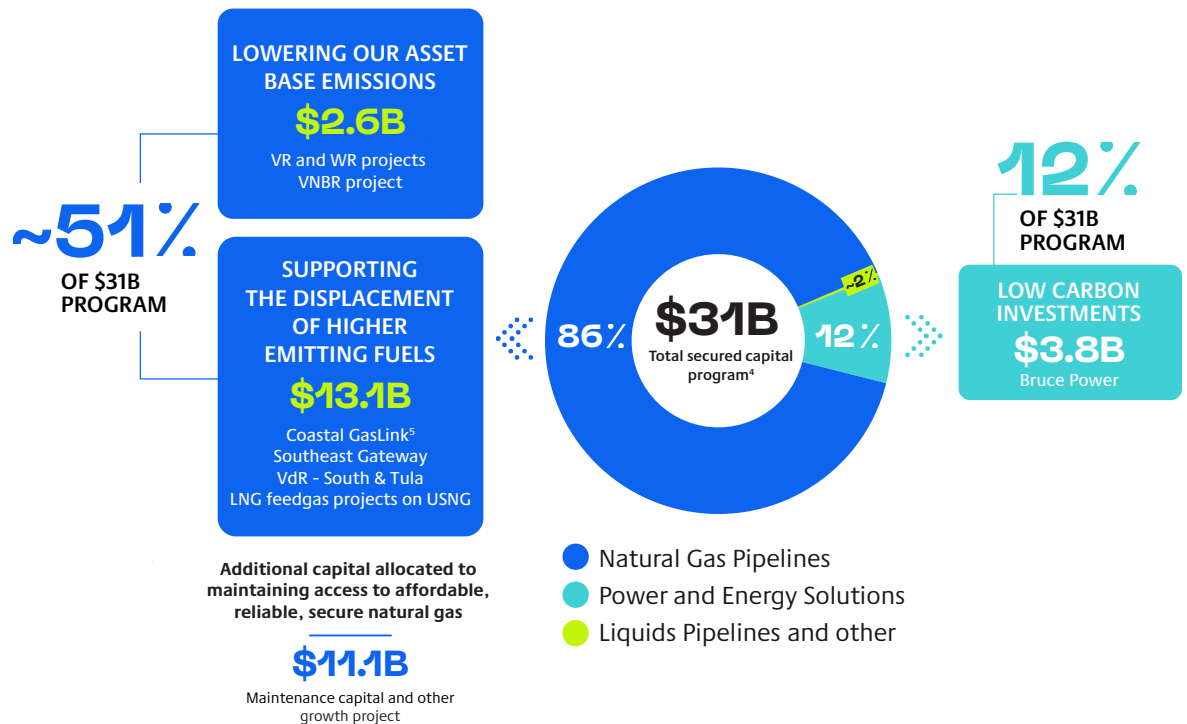 LOWERING OUR ASSET
BASE EMISSIONS
$2.6B
VR and WR projects
VNBR project
~51%
OF $31B
PROGRAM
SUPPORTING
THE DISPLACEMENT
OF HIGHER
EMITTING FUELS
$13.1B
Coastal GasLink⁵
Southeast Gateway
VdR - South & Tula
LNG feedgas projects on USNG
Additional capital allocated to
maintaining access to affordable,
reliable, secure natural gas
$11.1B
Maintenance capital and other
growth project
86%
$31B
Total secured capital
program⁴
~2%
12%
Natural Gas Pipelines
Power and Energy Solutions
Liquids Pipelines and other
12%
OF $31B
PROGRAM
LOW CARBON
INVESTMENTS
$3.8B
Bruce Power